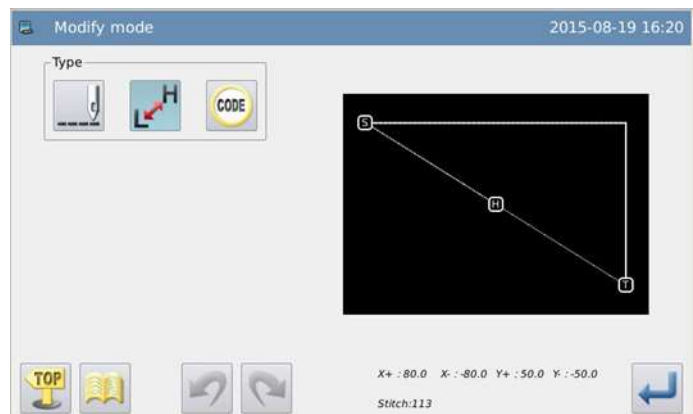 Modify mode 2015-08-19 16:20
Type
L H CODE
S
H
T
TOP
X+ : 80.0 X- : -80.0 Y+ : 50.0 Y- : -50.0
Stitch:113